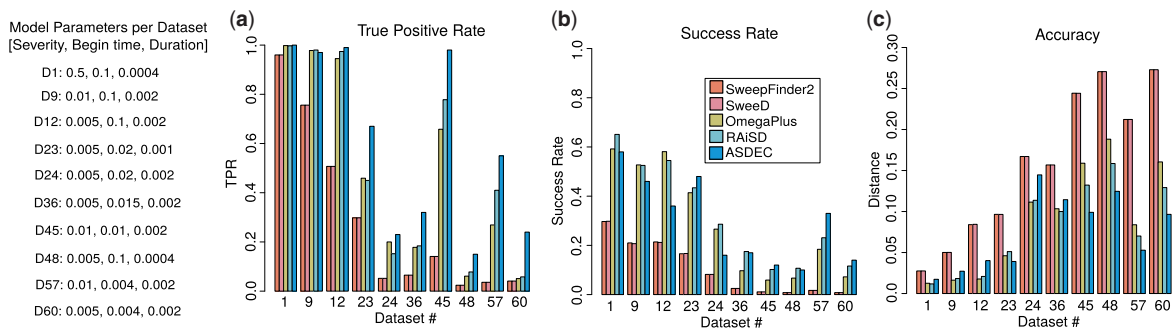 Model Parameters per Dataset
[Severity, Begin time, Duration]
D1: 0.5, 0.1, 0.0004
D9: 0.01, 0.1, 0.002
D12: 0.005, 0.1, 0.002
D23: 0.005, 0.02, 0.001
D24: 0.005, 0.02, 0.002
D36: 0.005, 0.015, 0.002
D45: 0.01, 0.01, 0.002
D48: 0.005, 0.1, 0.0004
D57: 0.01, 0.004, 0.002
D60: 0.005, 0.004, 0.002
(a)
True Positive Rate
TPR
1.0
0.8
0.6
0.4
0.2
0.0
1 9 12 23 24 36 45 48 57 60
Dataset #
(b)
Success Rate
Success Rate
1.0
0.8
0.6
0.4
0.2
0.0
SweepFinder2
SweeD
OmegaPlus
RAiSD
ASDEC
1 9 12 23 24 36 45 48 57 60
Dataset #
(c)
Accuracy
Distance
0.30
0.25
0.20
0.15
0.10
0.05
0.00
1 9 12 23 24 36 45 48 57 60
Dataset #